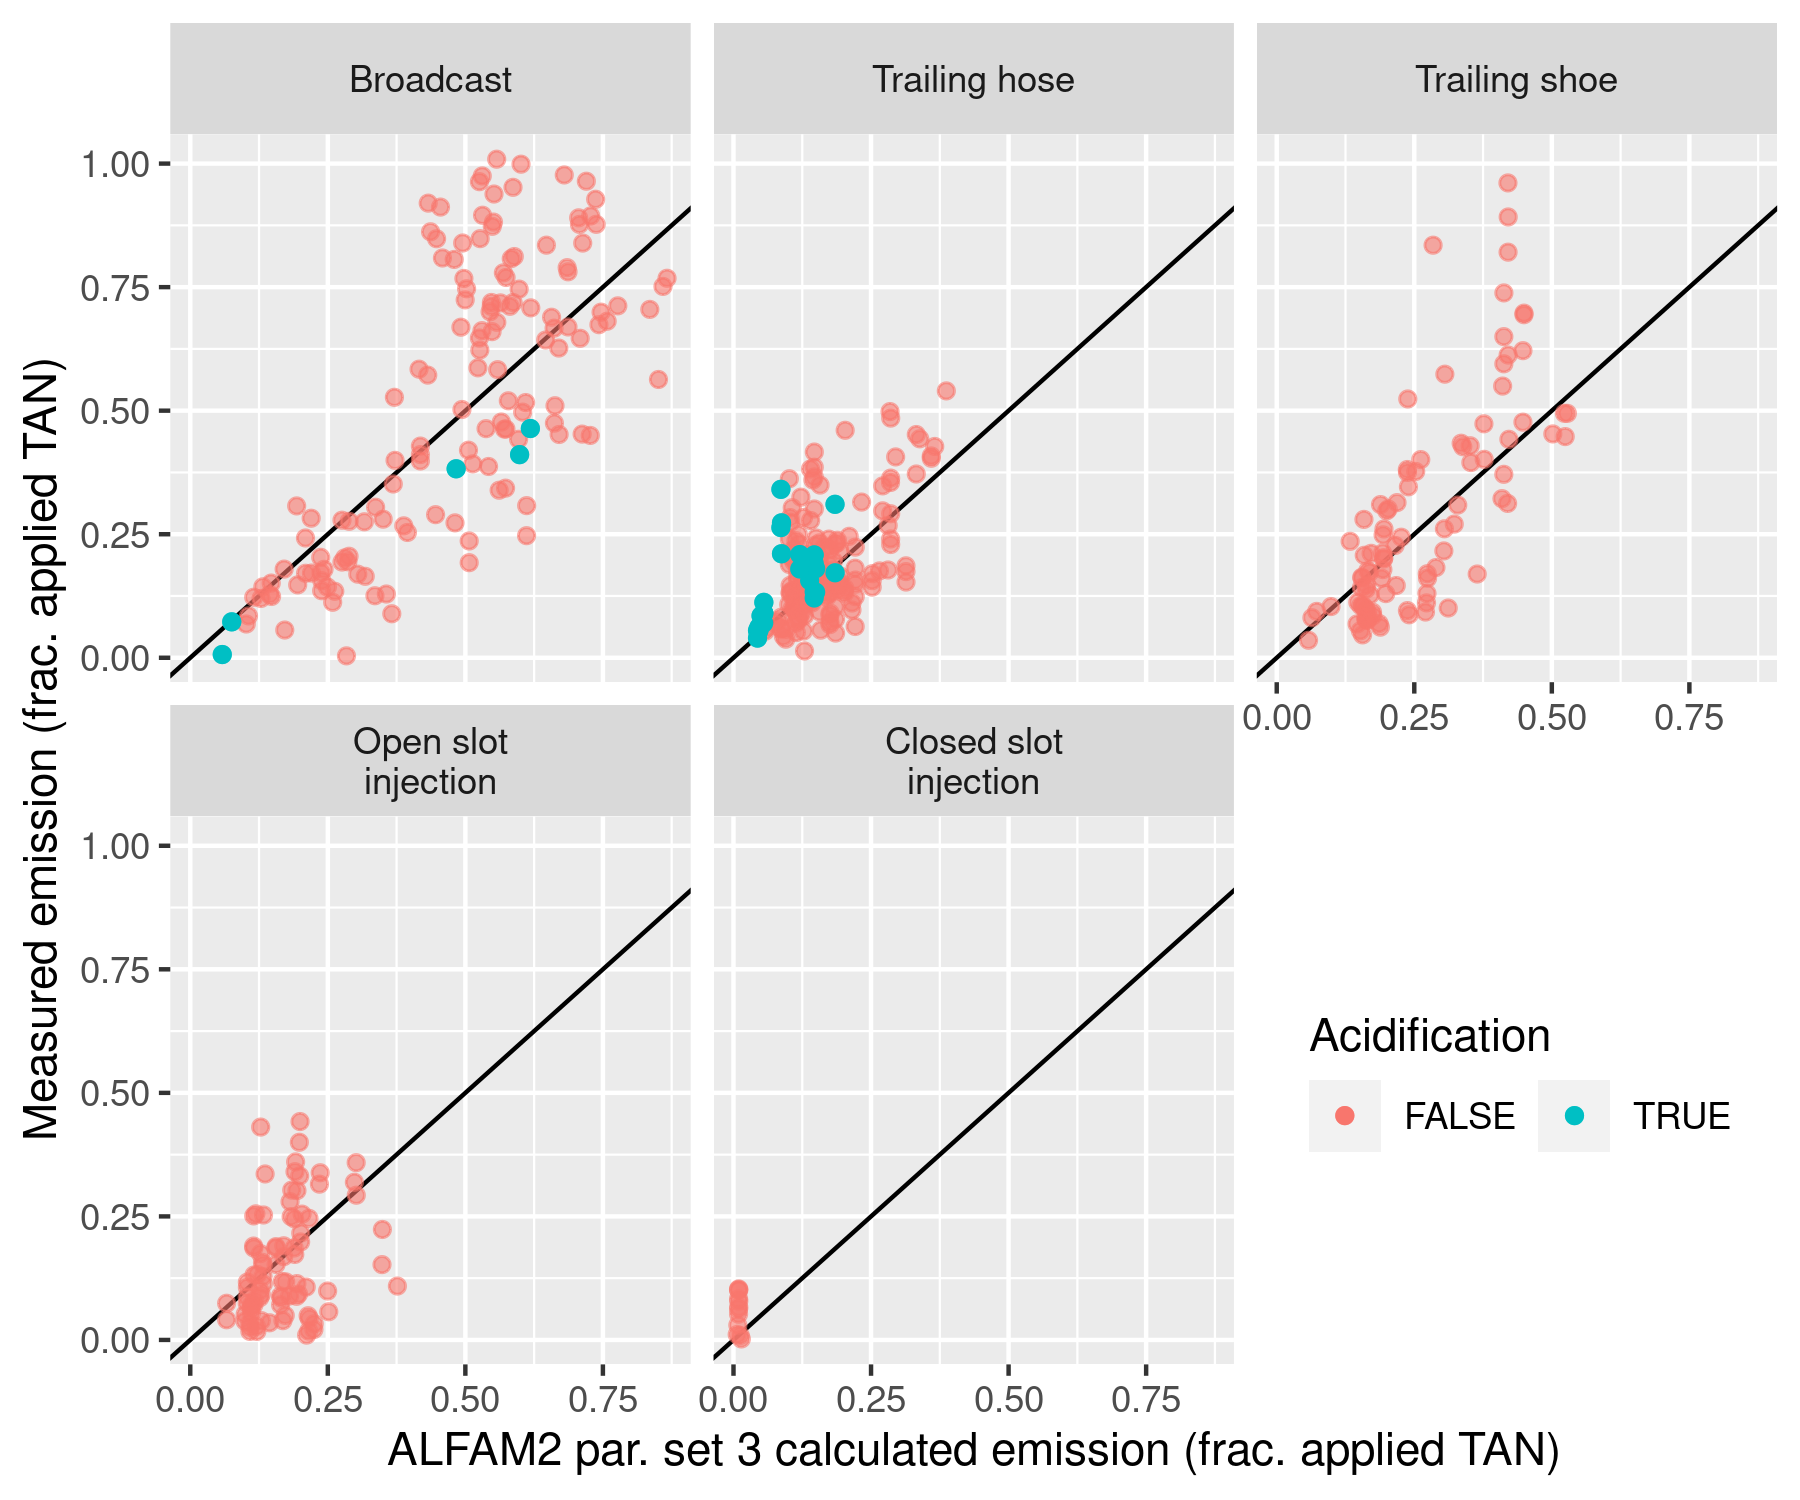 Broadcast
Trailing hose
Trailing shoe
1.00
0.75
0.50
0.25
0.00
0.00 0.25 0.50 0.75
Open slot
injection
Closed slot
injection
1.00
0.75
0.50
0.25
0.00
0.00 0.25 0.50 0.75
0.00 0.25 0.50 0.75
Measured emission (frac. applied TAN)
ALFAM2 par. set 3 calculated emission (frac. applied TAN)
Acidification
FALSE TRUE